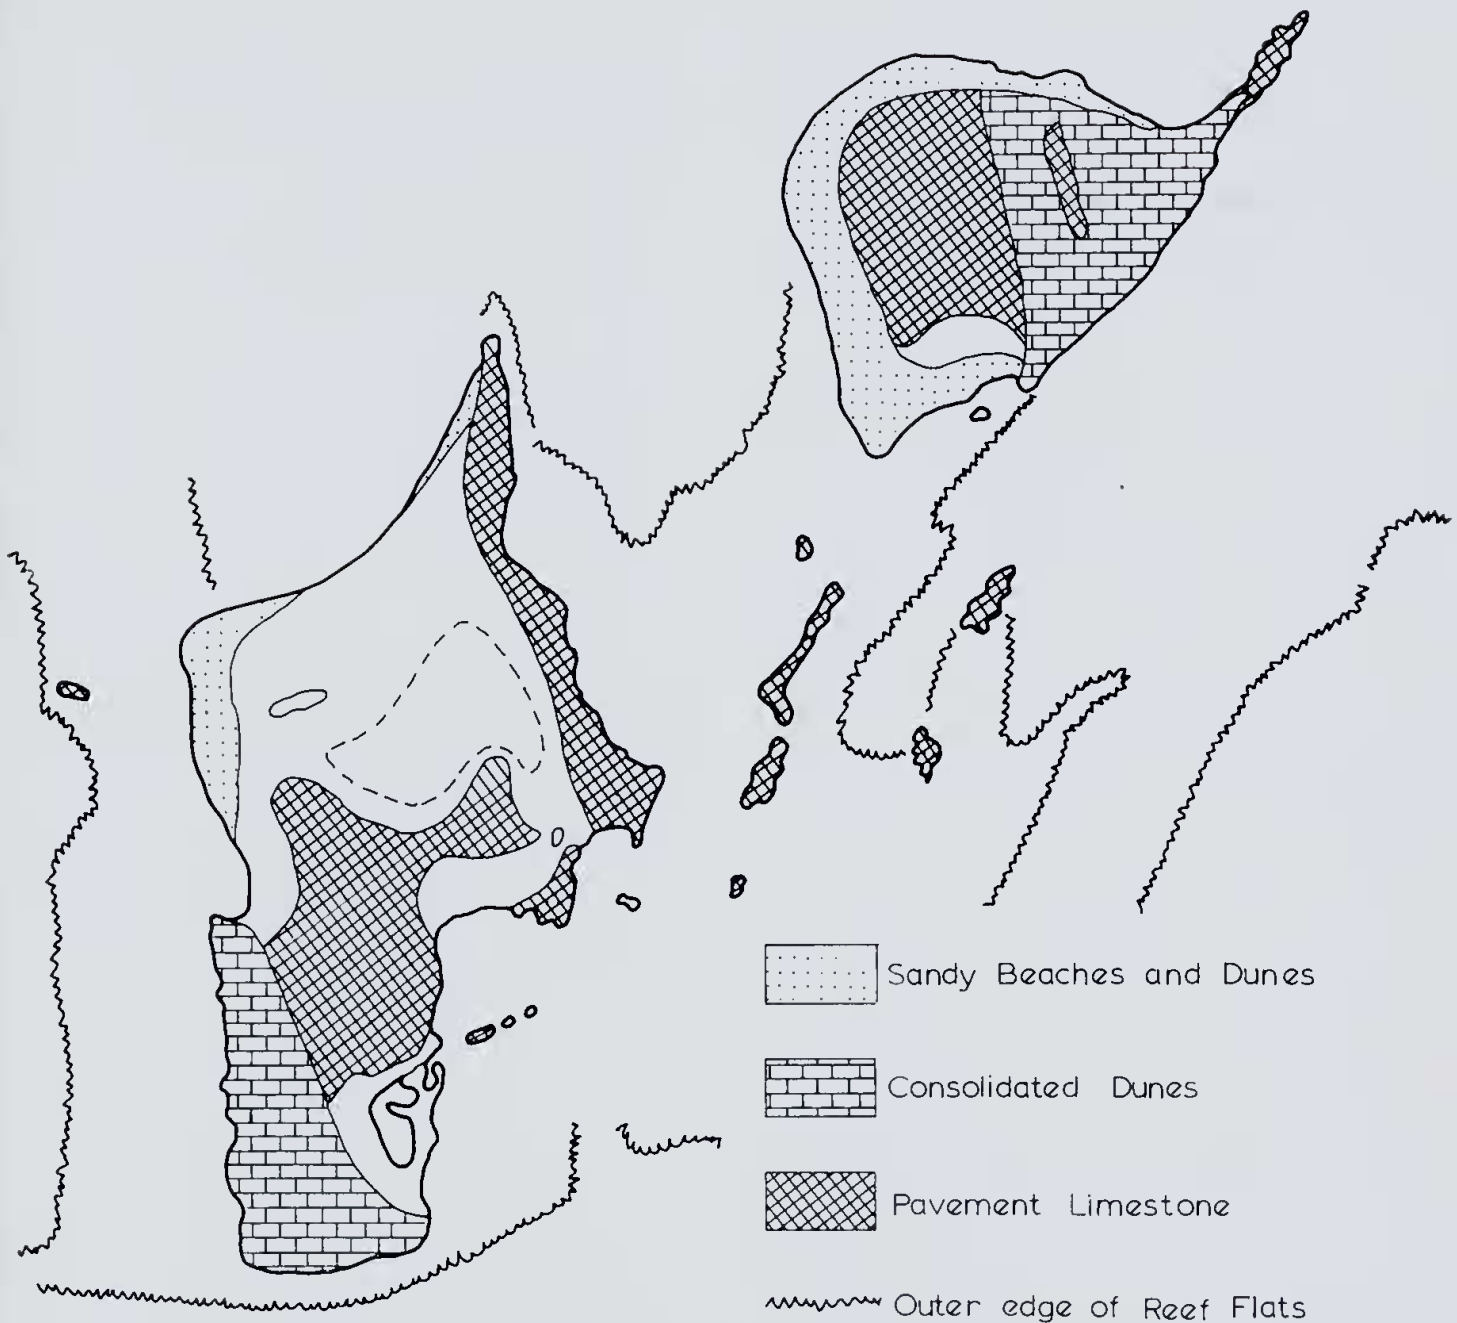 Sandy Beaches and Dunes
Consolidated Dunes
Pavement Limestone
Outer edge of Reef Flats